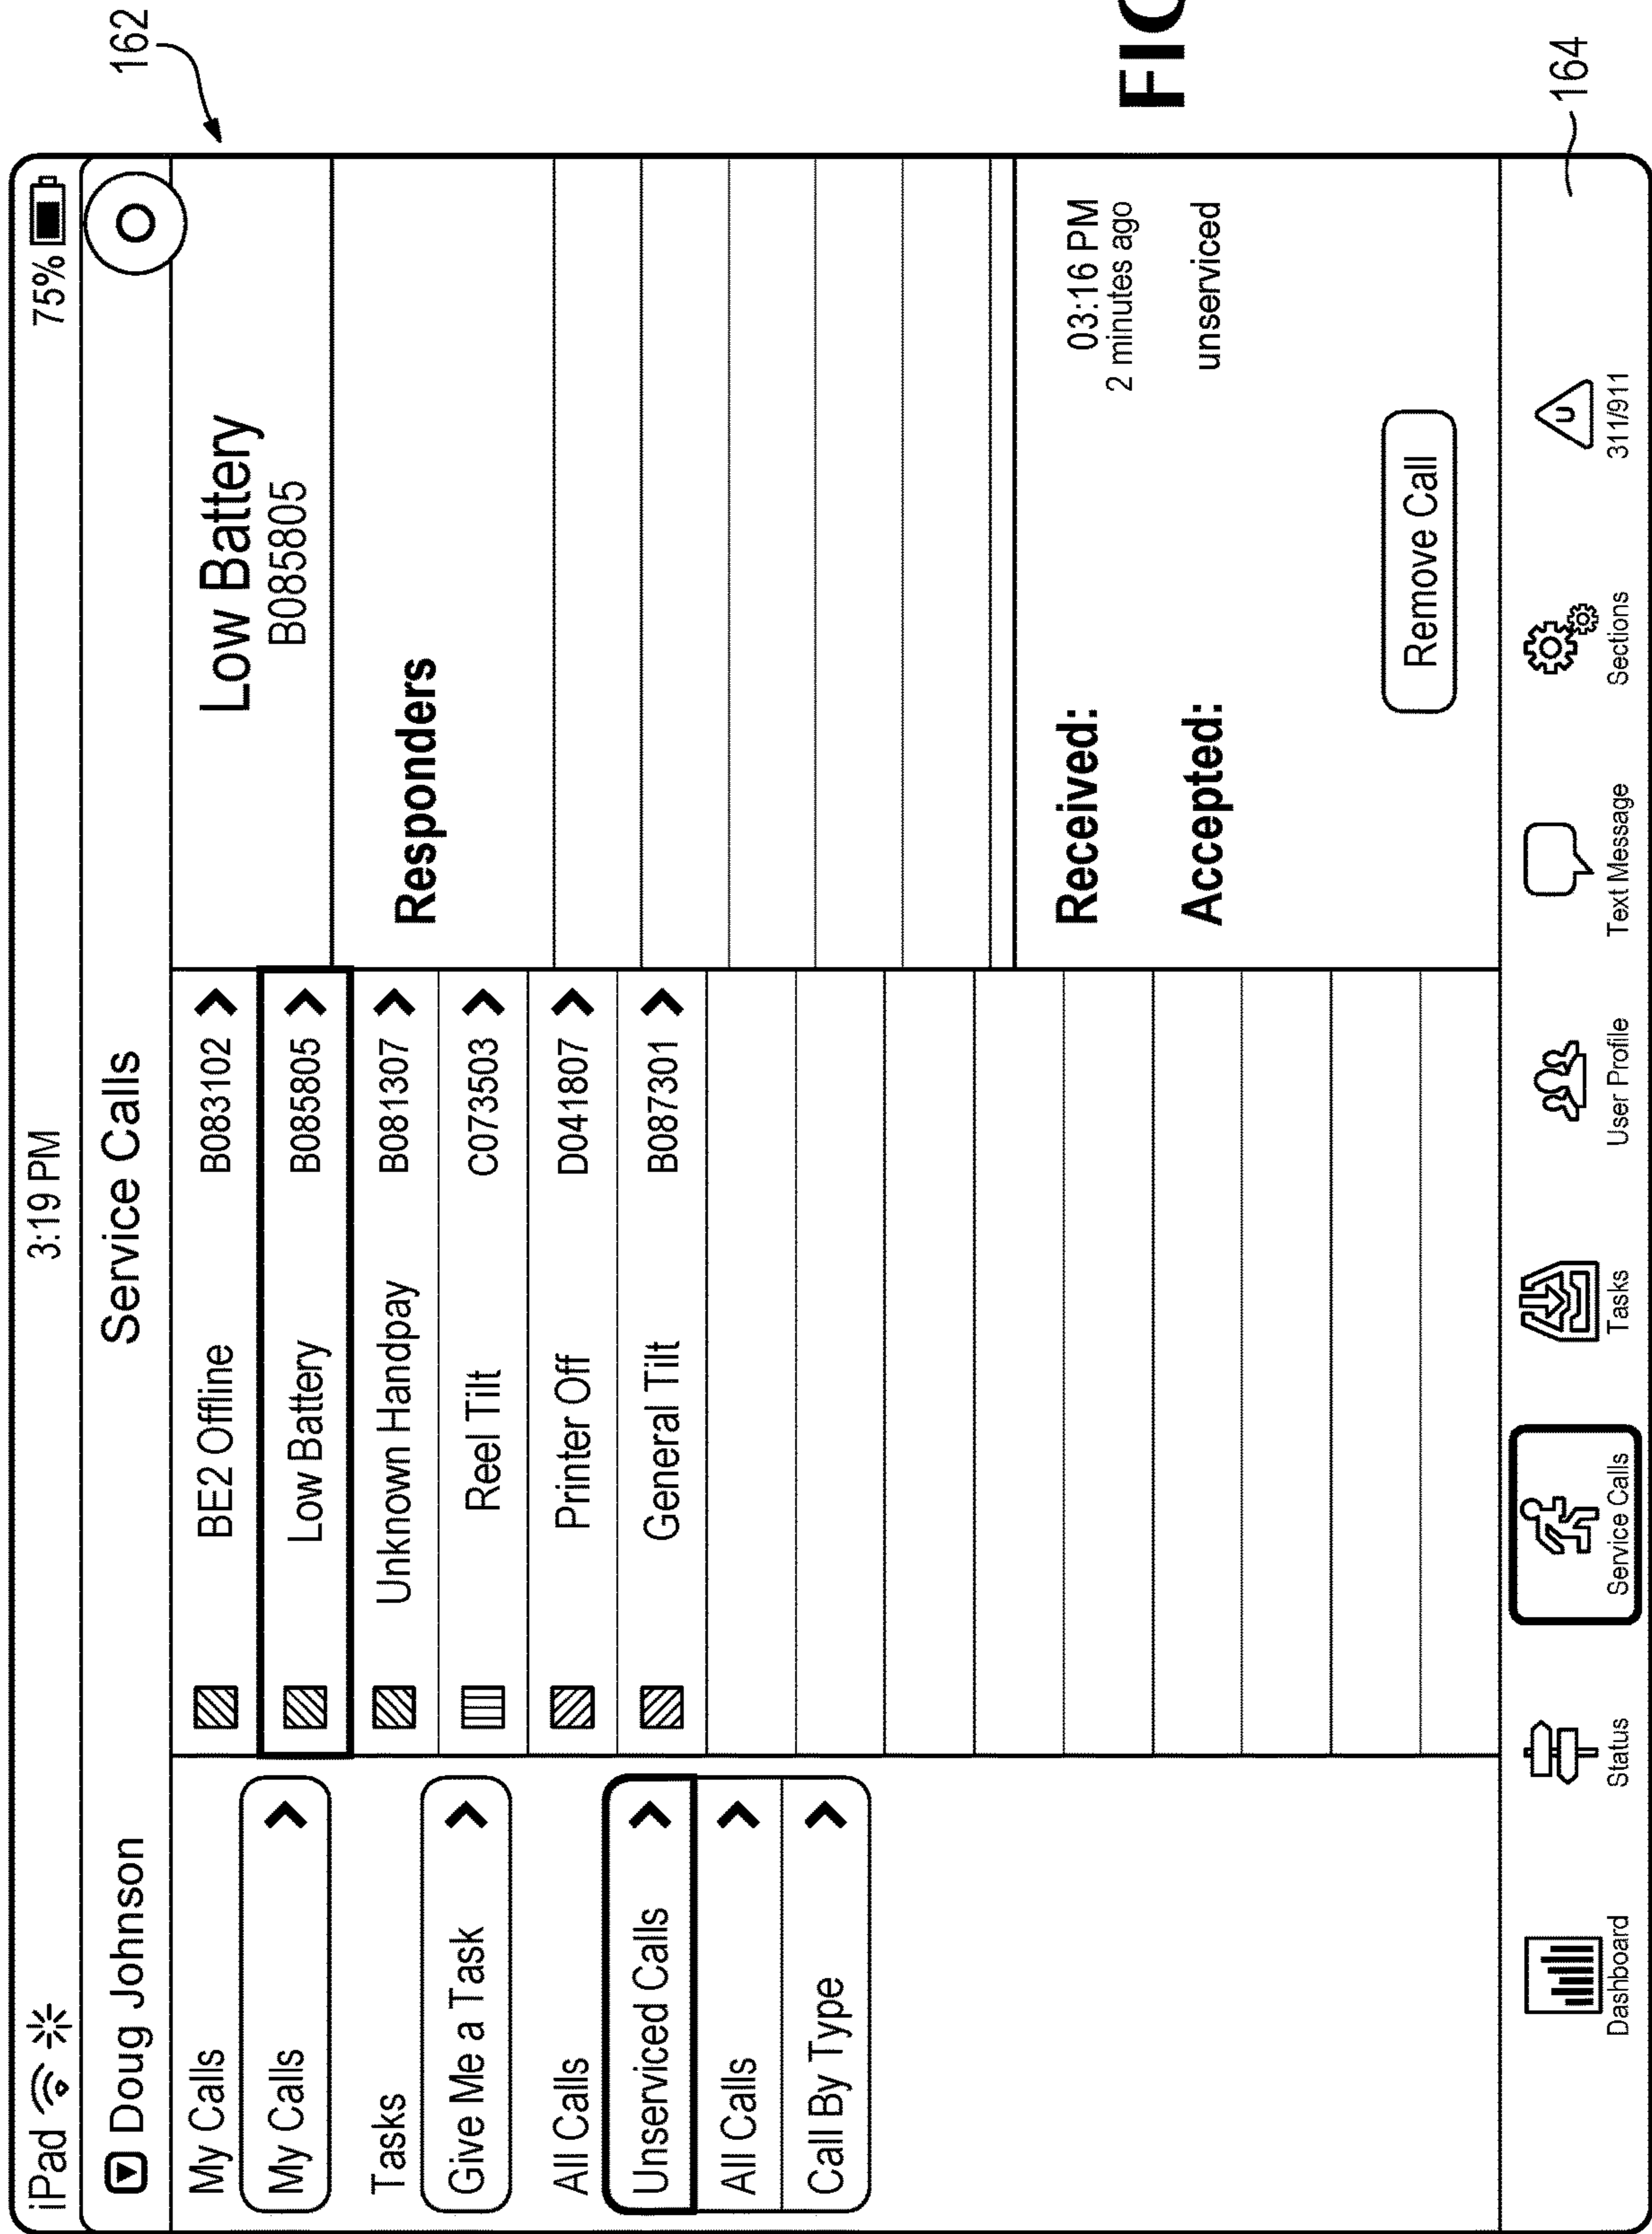 iPad 3:19 PM 75%
Doug Johnson Service Calls
162
My Calls
My Calls
Tasks
Give Me a Task
All Calls
Unserviced Calls
All Calls
Call By Type
BE2 Offline B083102
Low Battery B085805
Unknown Handpay B081307
Reel Tilt C073503
Printer Off D041807
General Tilt B087301
Low Battery
B085805
Responders
Received: 03:16 PM
2 minutes ago
Accepted: unserviced
Remove Call
Dashboard Status Service Calls Tasks User Profile Text Message Sections 311/911
164